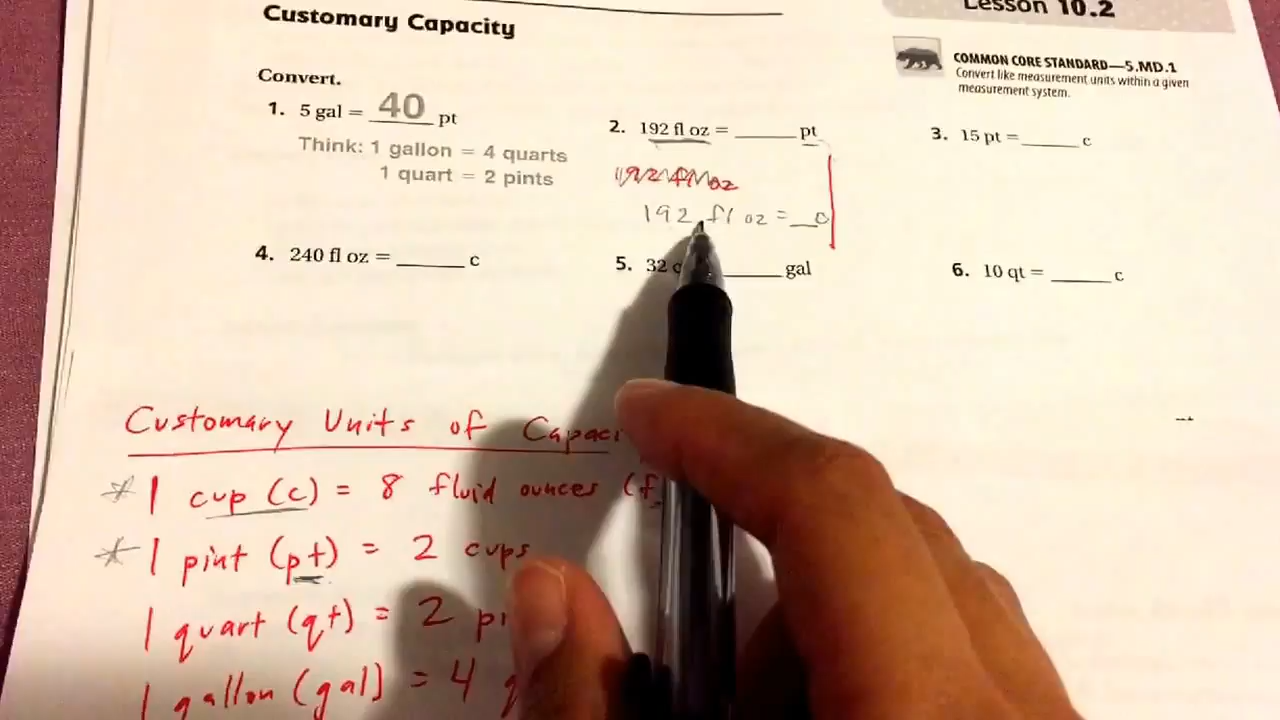 Customary Capacity
Lesson 10.2
COMMON CORE STANDARD—5.MD.1
Convert like measurement units within a given
measurement system.
Convert.
1. 5 gal = 40 pt
Think: 1 gallon = 4 quarts
1 quart = 2 pints
2. 192 fl oz = ______ pt
192 fl oz = __ c
3. 15 pt = ______ c
4. 240 fl oz = ______ c
5. 32 c ______ gal
6. 10 qt = ______ c
Customary Units of
* 1 cup (c) = 8 fluid ounces
* 1 pint (pt) = 2 cups
1 quart (qt) = 2
1 gallon (gal) = 4